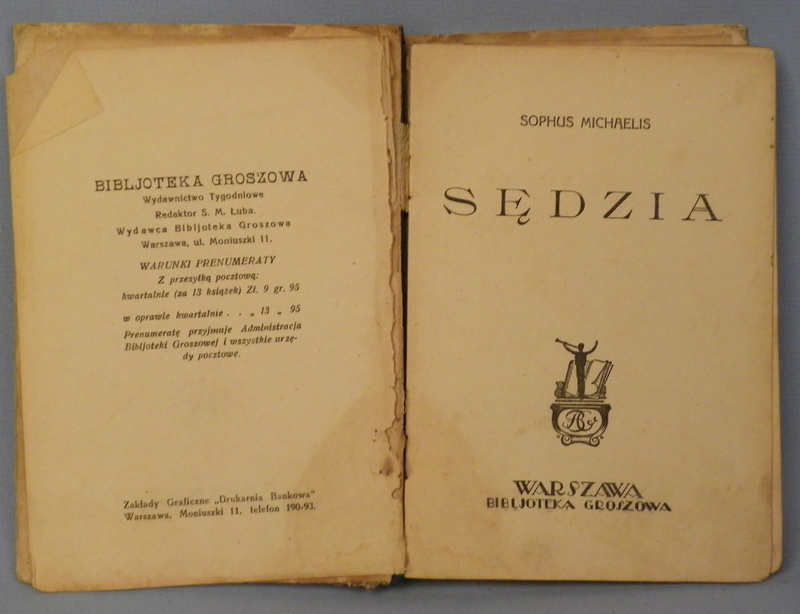 BIBLJOTEKA GROSZOWA
Wydawnictwo Tygodniowe
Redaktor S. M. Łuba.
Wydawca Bibljoteka Groszowa
Warszawa, ul. Moniuszki 11.
WARUNKI PRENUMERATY
Z przesyłką pocztową:
kwartalnie (za 13 książek) Zł. 9 gr. 95
w oprawie kwartalnie . . „ 13 „ 95
Prenumeratę przyjmuje Administracja
Bibljoteki Groszowej i wszystkie urzę-
dy pocztowe.
Zakłady Graficzne „Drukarnia Bankowa"
Warszawa, Moniuszki 11, telefon 190-93.
SOPHUS MICHAELIS
SĘDZIA
WARSZAWA
BIBLJOTEKA GROSZOWA